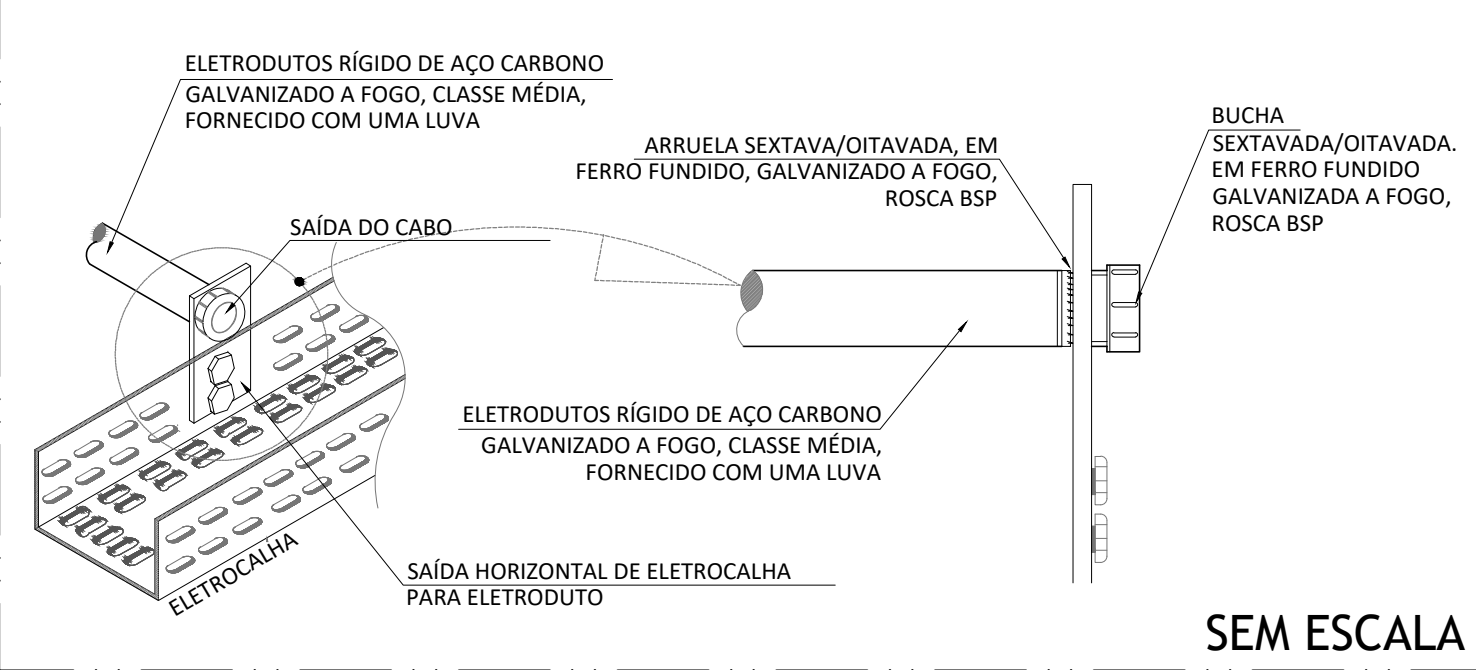 ELETRODUTOS RÍGIDO DE AÇO CARBONO
GALVANIZADO A FOGO, CLASSE MÉDIA,
FORNECIDO COM UMA LUVA
SAÍDA DO CABO
ARRUELA SEXTAVA/OITAVADA, EM
FERRO FUNDIDO, GALVANIZADO A FOGO,
ROSCA BSP
BUCHA
SEXTAVADA/OITAVADA.
EM FERRO FUNDIDO
GALVANIZADA A FOGO,
ROSCA BSP
ELETRODUTOS RÍGIDO DE AÇO CARBONO
GALVANIZADO A FOGO, CLASSE MÉDIA,
FORNECIDO COM UMA LUVA
ELETROCALHA
SAÍDA HORIZONTAL DE ELETROCALHA
PARA ELETRODUTO
SEM ESCALA